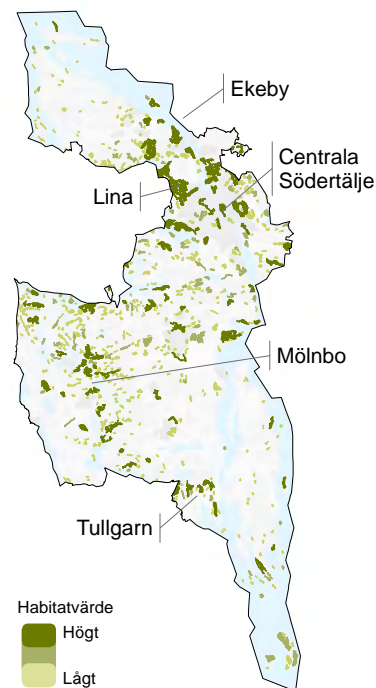 Ekeby
Centrala
Södertälje
Lina
Mölnbo
Tullgarn
Habitatvärde
Högt
Lågt